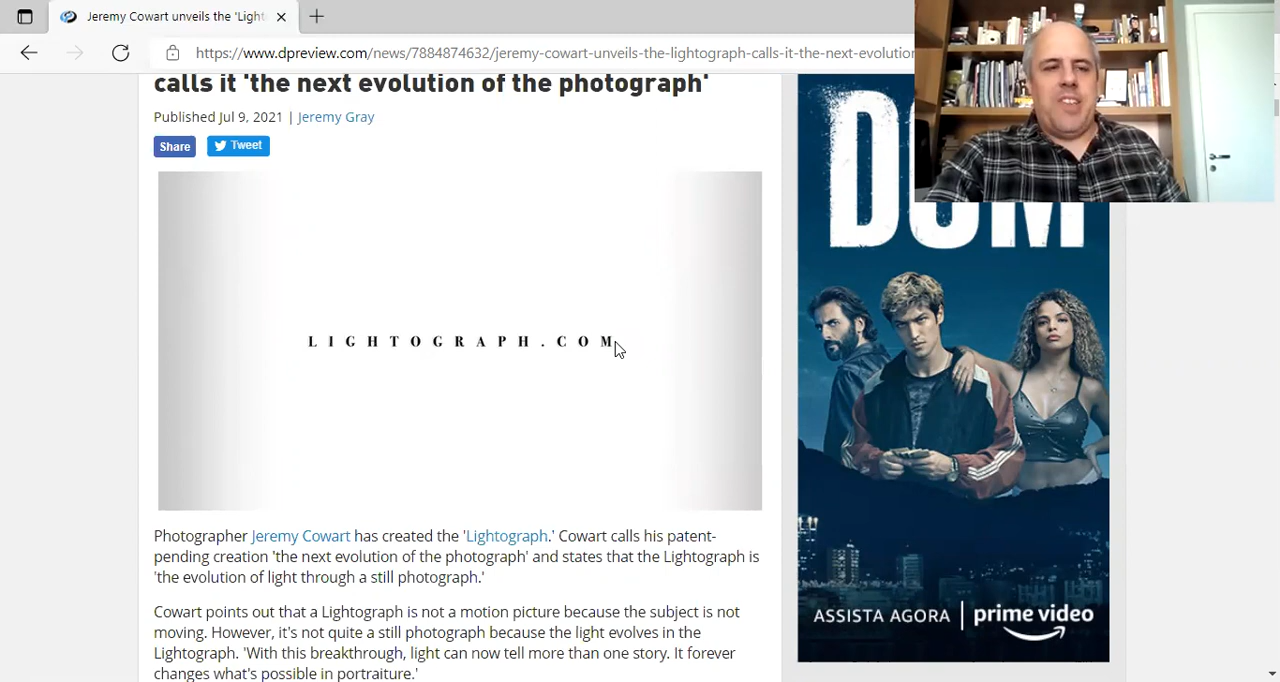 Jeremy Cowart unveils the 'Light
https://www.dpreview.com/news/7884874632/jeremy-cowart-unveils-the-lightograph-calls-it-the-next-evolution
calls it 'the next evolution of the photograph'
Published Jul 9, 2021 | Jeremy Gray
Share
Tweet
LIGHTOGRAPH.COM
Photographer Jeremy Cowart has created the 'Lightograph.' Cowart calls his patent-
pending creation 'the next evolution of the photograph' and states that the Lightograph is
'the evolution of light through a still photograph.'
Cowart points out that a Lightograph is not a motion picture because the subject is not
moving. However, it's not quite a still photograph because the light evolves in the
Lightograph. 'With this breakthrough, light can now tell more than one story. It forever
changes what's possible in portraiture.'
DOM
ASSISTA AGORA | prime video